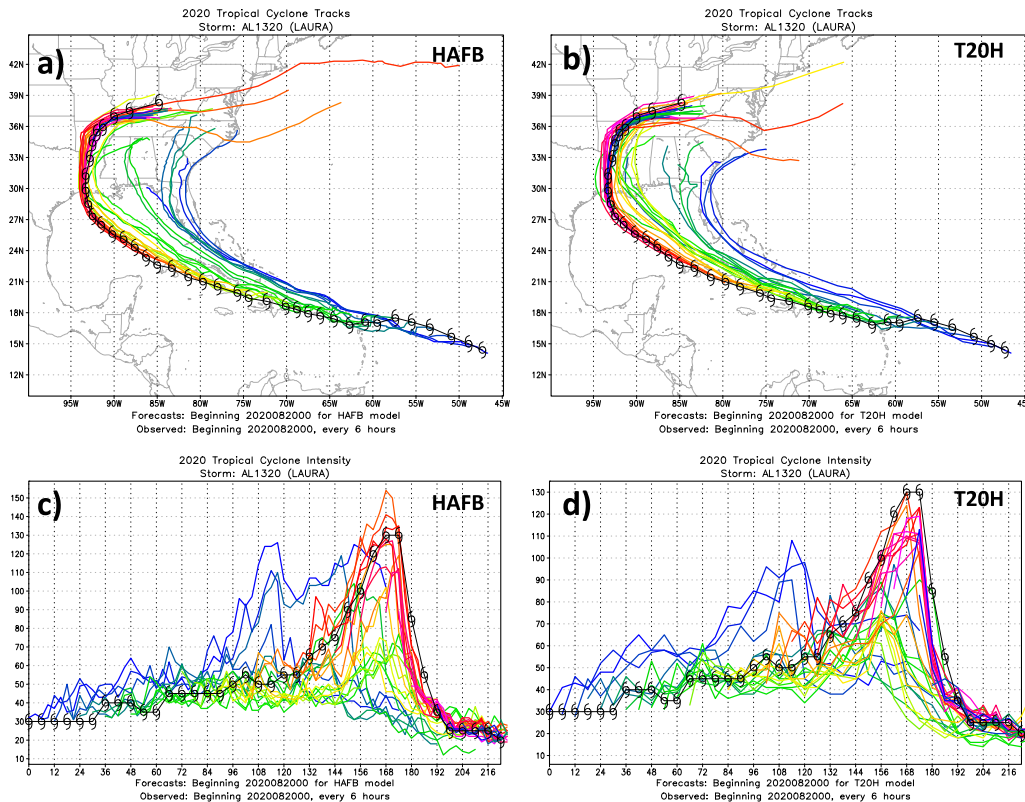 2020 Tropical Cyclone Tracks
Storm: AL1320 (LAURA)
a)
HAFB
42N
39N
36N
33N
30N
27N
24N
21N
18N
15N
12N
95W 90W 85W 80W 75W 70W 65W 60W 55W 50W 45W
Forecasts: Beginning 2020082000 for HAFB model
Observed: Beginning 2020082000, every 6 hours
2020 Tropical Cyclone Tracks
Storm: AL1320 (LAURA)
b)
T20H
42N
39N
36N
33N
30N
27N
24N
21N
18N
15N
12N
95W 90W 85W 80W 75W 70W 65W 60W 55W 50W 45
Forecasts: Beginning 2020082000 for T20H model
Observed: Beginning 2020082000, every 6 hours
2020 Tropical Cyclone Intensity
Storm: AL1320 (LAURA)
c)
HAFB
150
140
130
120
110
100
90
80
70
60
50
40
30
20
10
0 12 24 36 48 60 72 84 96 108 120 132 144 156 168 180 192 204 216
Forecasts: Beginning 2020082000 for HAFB model
Observed: Beginning 2020082000, every 6 hours
2020 Tropical Cyclone Intensity
Storm: AL1320 (LAURA)
d)
T20H
130
120
110
100
90
80
70
60
50
40
30
20
10
0 12 24 36 48 60 72 84 96 108 120 132 144 156 168 180 192 204 216
Forecasts: Beginning 2020082000 for T20H model
Observed: Beginning 2020082000, every 6 hours